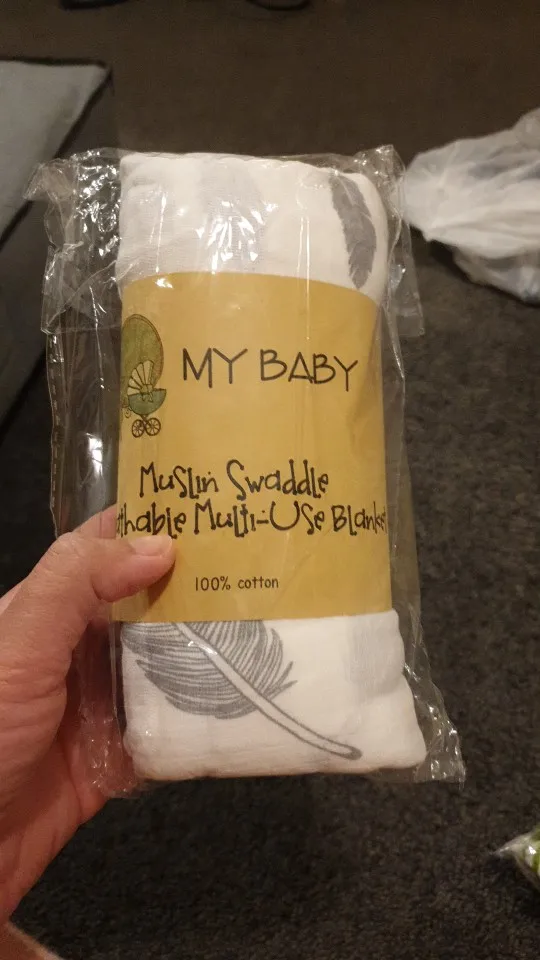 MY BABY
Muslin Swaddle
Multi-Use
100% cotton